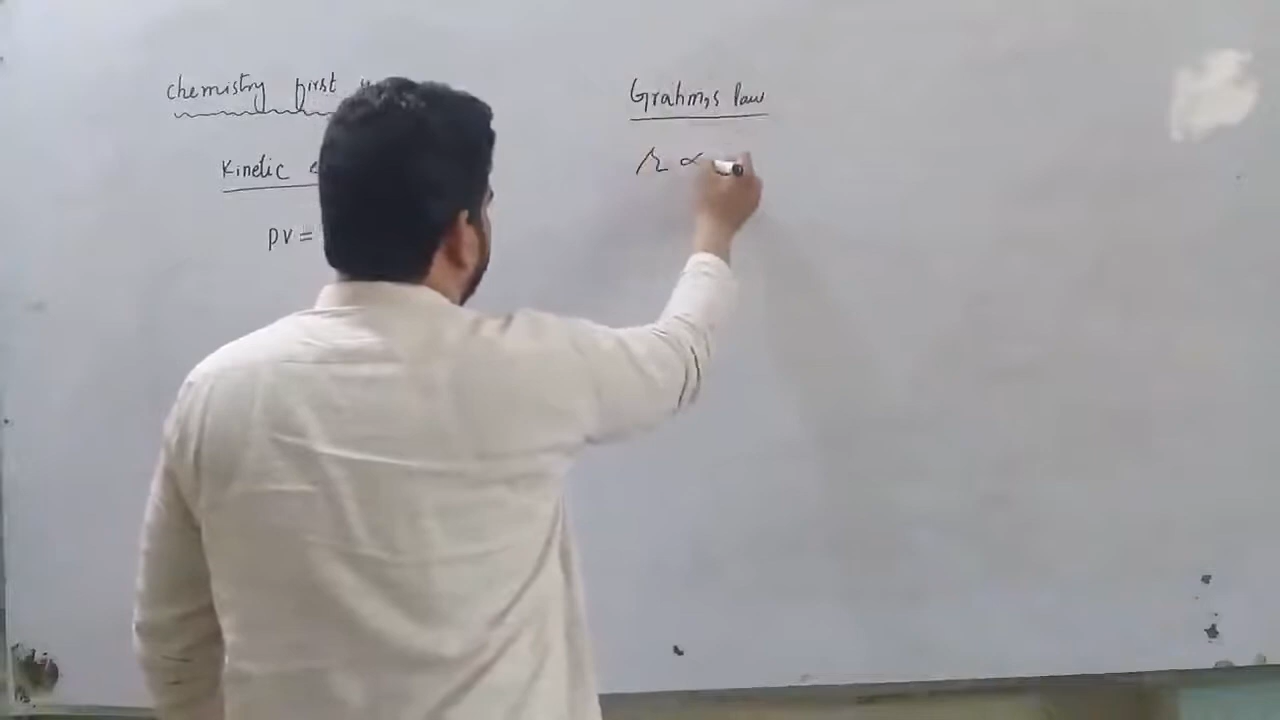 chemistry first
Kinetic
PV =
Grahm,s law
r ∝